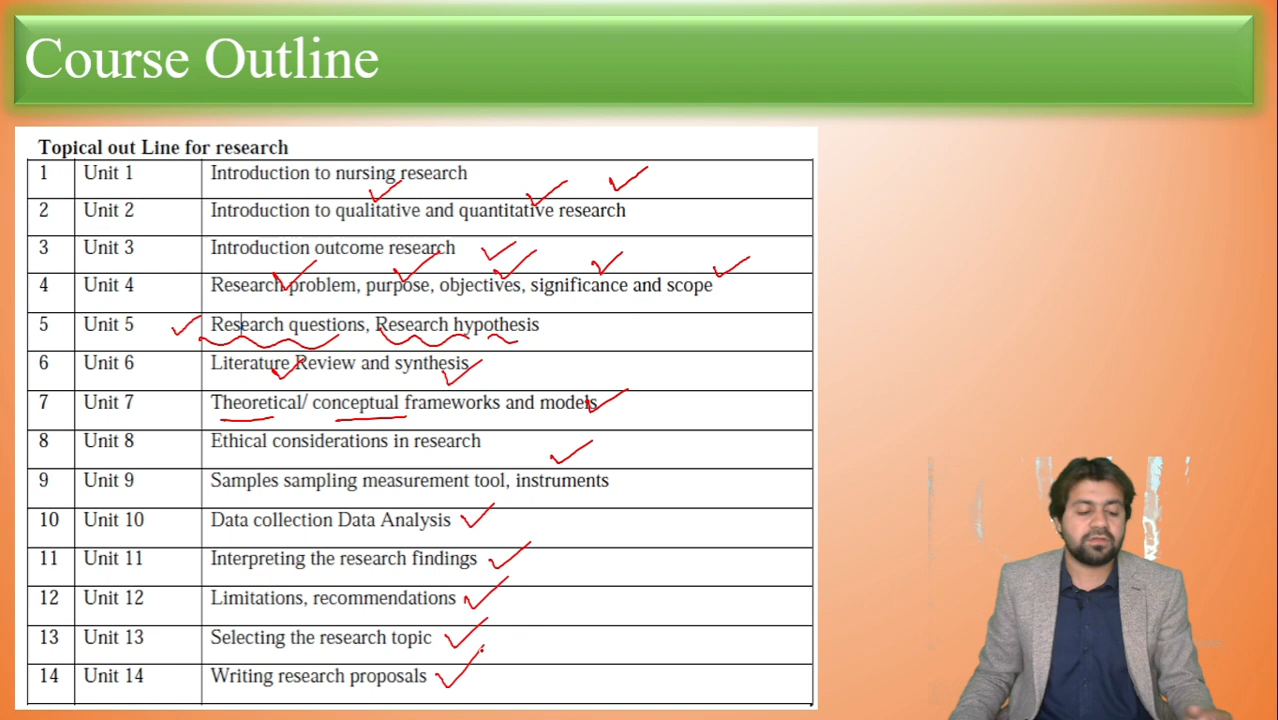 Course Outline
Topical out Line for research
1 Unit 1 Introduction to nursing research
2 Unit 2 Introduction to qualitative and quantitative research
3 Unit 3 Introduction outcome research
4 Unit 4 Research problem, purpose, objectives, significance and scope
5 Unit 5 Research questions, Research hypothesis
6 Unit 6 Literature Review and synthesis
7 Unit 7 Theoretical/ conceptual frameworks and models
8 Unit 8 Ethical considerations in research
9 Unit 9 Samples sampling measurement tool, instruments
10 Unit 10 Data collection Data Analysis
11 Unit 11 Interpreting the research findings
12 Unit 12 Limitations, recommendations
13 Unit 13 Selecting the research topic
14 Unit 14 Writing research proposals